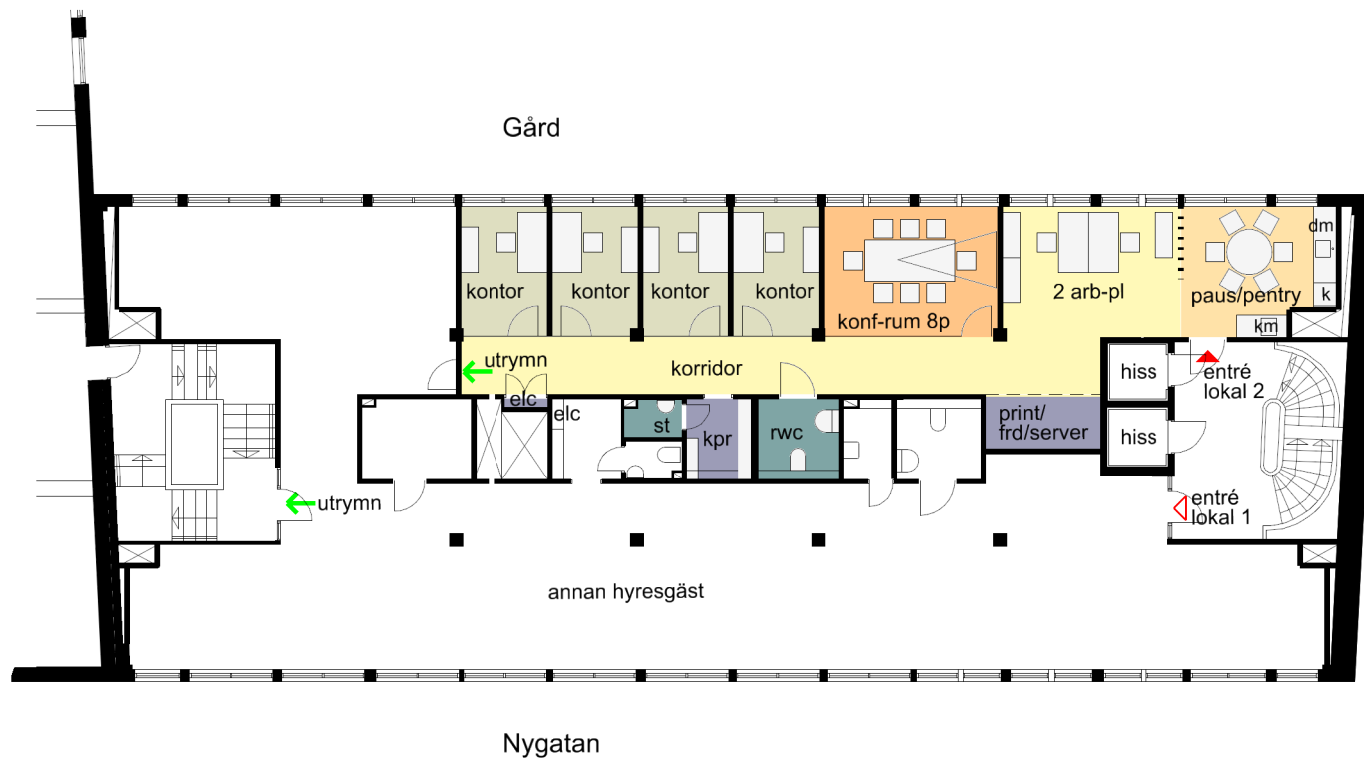 Gård
dm
kontor
kontor
kontor
kontor
2 arb-pl
paus/pentry
k
konf-rum 8p
km
utrymn
korridor
hiss
entré
lokal 2
elc
elc
st
kpr
rwc
print/
frd/server
hiss
utrymn
entré
lokal 1
annan hyresgäst
Nygatan